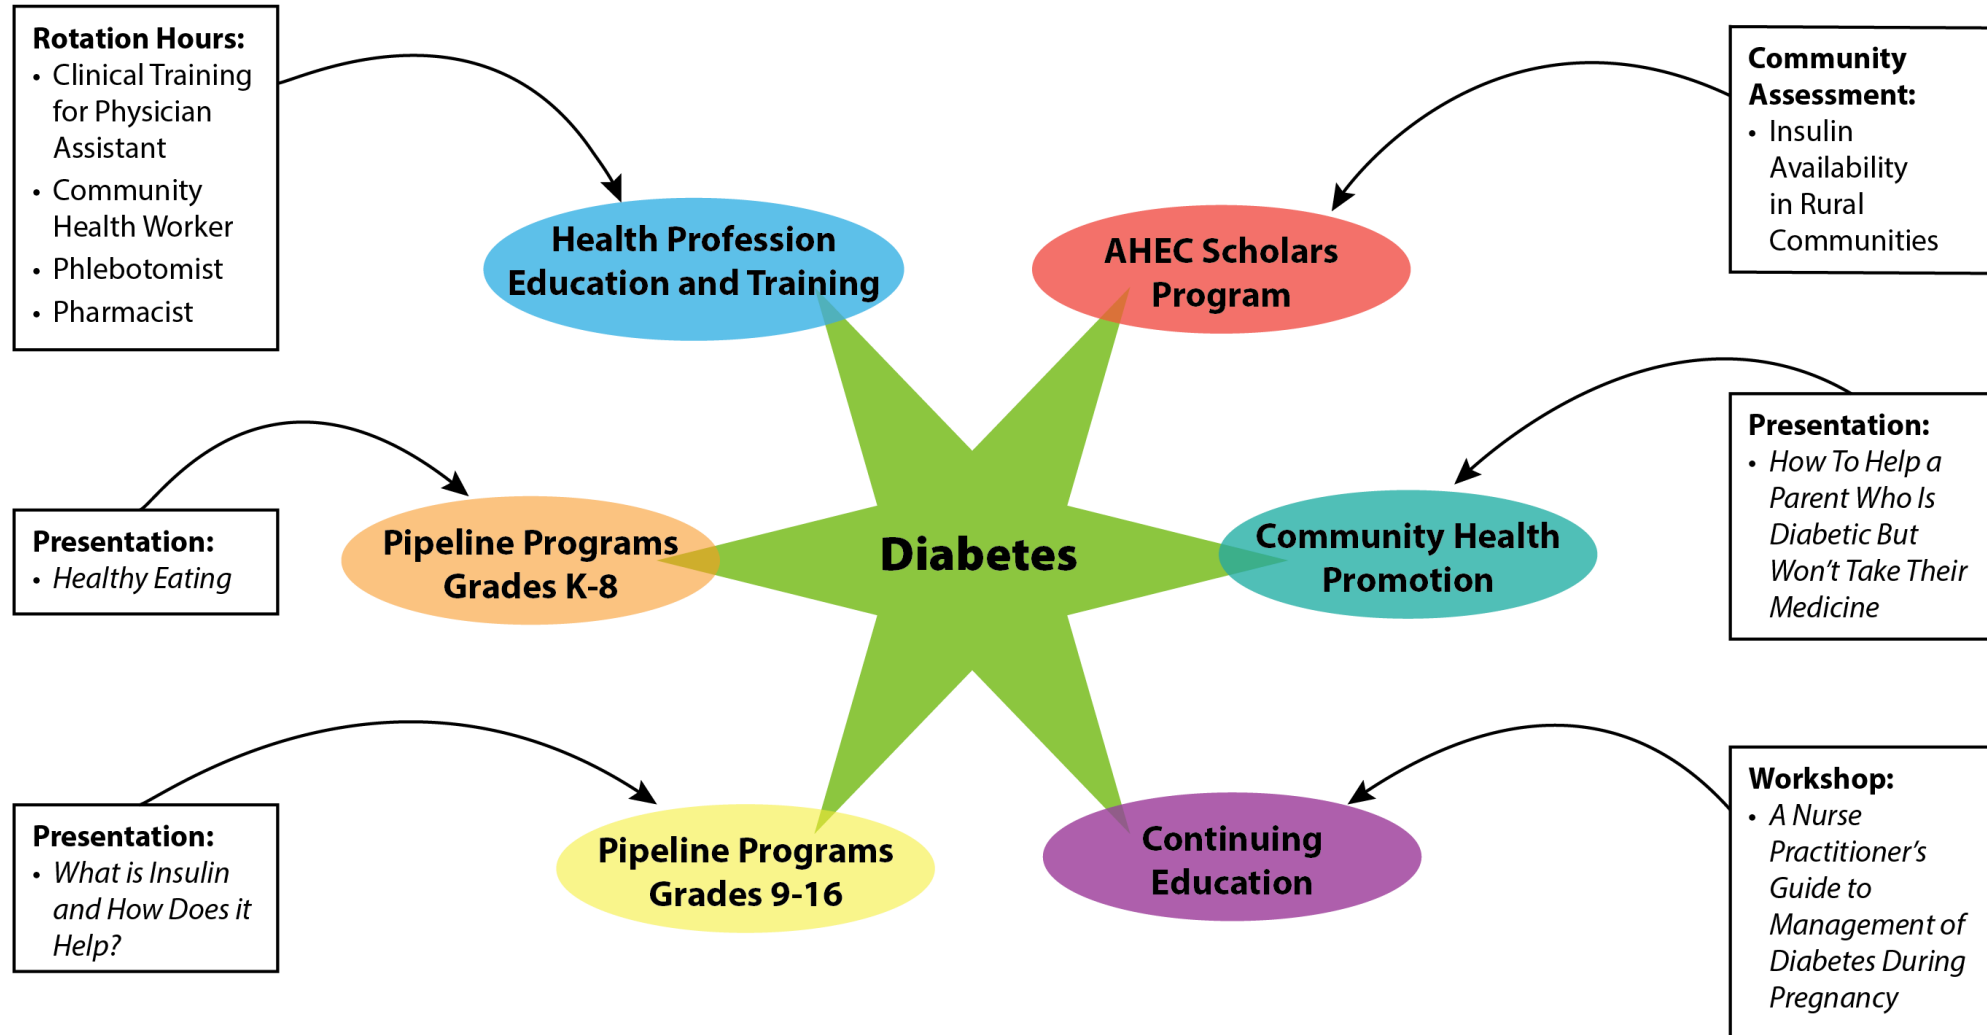 Rotation Hours:
• Clinical Training
for Physician
Assistant
• Community
Health Worker
• Phlebotomist
• Pharmacist
Health Profession
Education and Training
AHEC Scholars
Program
Community
Assessment:
• Insulin
Availability
in Rural
Communities
Presentation:
• Healthy Eating
Pipeline Programs
Grades K-8
Diabetes
Community Health
Promotion
Presentation:
• How To Help a
Parent Who Is
Diabetic But
Won’t Take Their
Medicine
Presentation:
• What is Insulin
and How Does it
Help?
Pipeline Programs
Grades 9-16
Continuing
Education
Workshop:
• A Nurse
Practitioner’s
Guide to
Management of
Diabetes During
Pregnancy